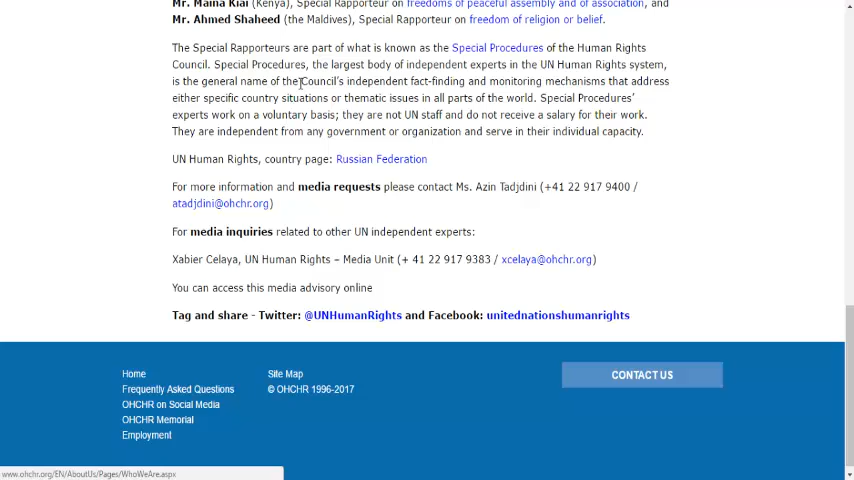 Mr. Maina Kiai (Kenya), Special Rapporteur on freedoms of peaceful assembly and of association, and
Mr. Ahmed Shaheed (the Maldives), Special Rapporteur on freedom of religion or belief.
The Special Rapporteurs are part of what is known as the Special Procedures of the Human Rights
Council. Special Procedures, the largest body of independent experts in the UN Human Rights system,
is the general name of the Council's independent fact-finding and monitoring mechanisms that address
either specific country situations or thematic issues in all parts of the world. Special Procedures'
experts work on a voluntary basis; they are not UN staff and do not receive a salary for their work.
They are independent from any government or organization and serve in their individual capacity.
UN Human Rights, country page: Russian Federation
For more information and media requests please contact Ms. Azin Tadjdini (+41 22 917 9400 /
atadjdini@ohchr.org)
For media inquiries related to other UN independent experts:
Xabier Celaya, UN Human Rights – Media Unit (+ 41 22 917 9383 / xcelaya@ohchr.org)
You can access this media advisory online
Tag and share - Twitter: @UNHumanRights and Facebook: unitednationshumanrights
Home
Frequently Asked Questions
OHCHR on Social Media
OHCHR Memorial
Employment
Site Map
© OHCHR 1996-2017
CONTACT US
www.ohchr.org/EN/AboutUs/Pages/WhoWeAre.aspx